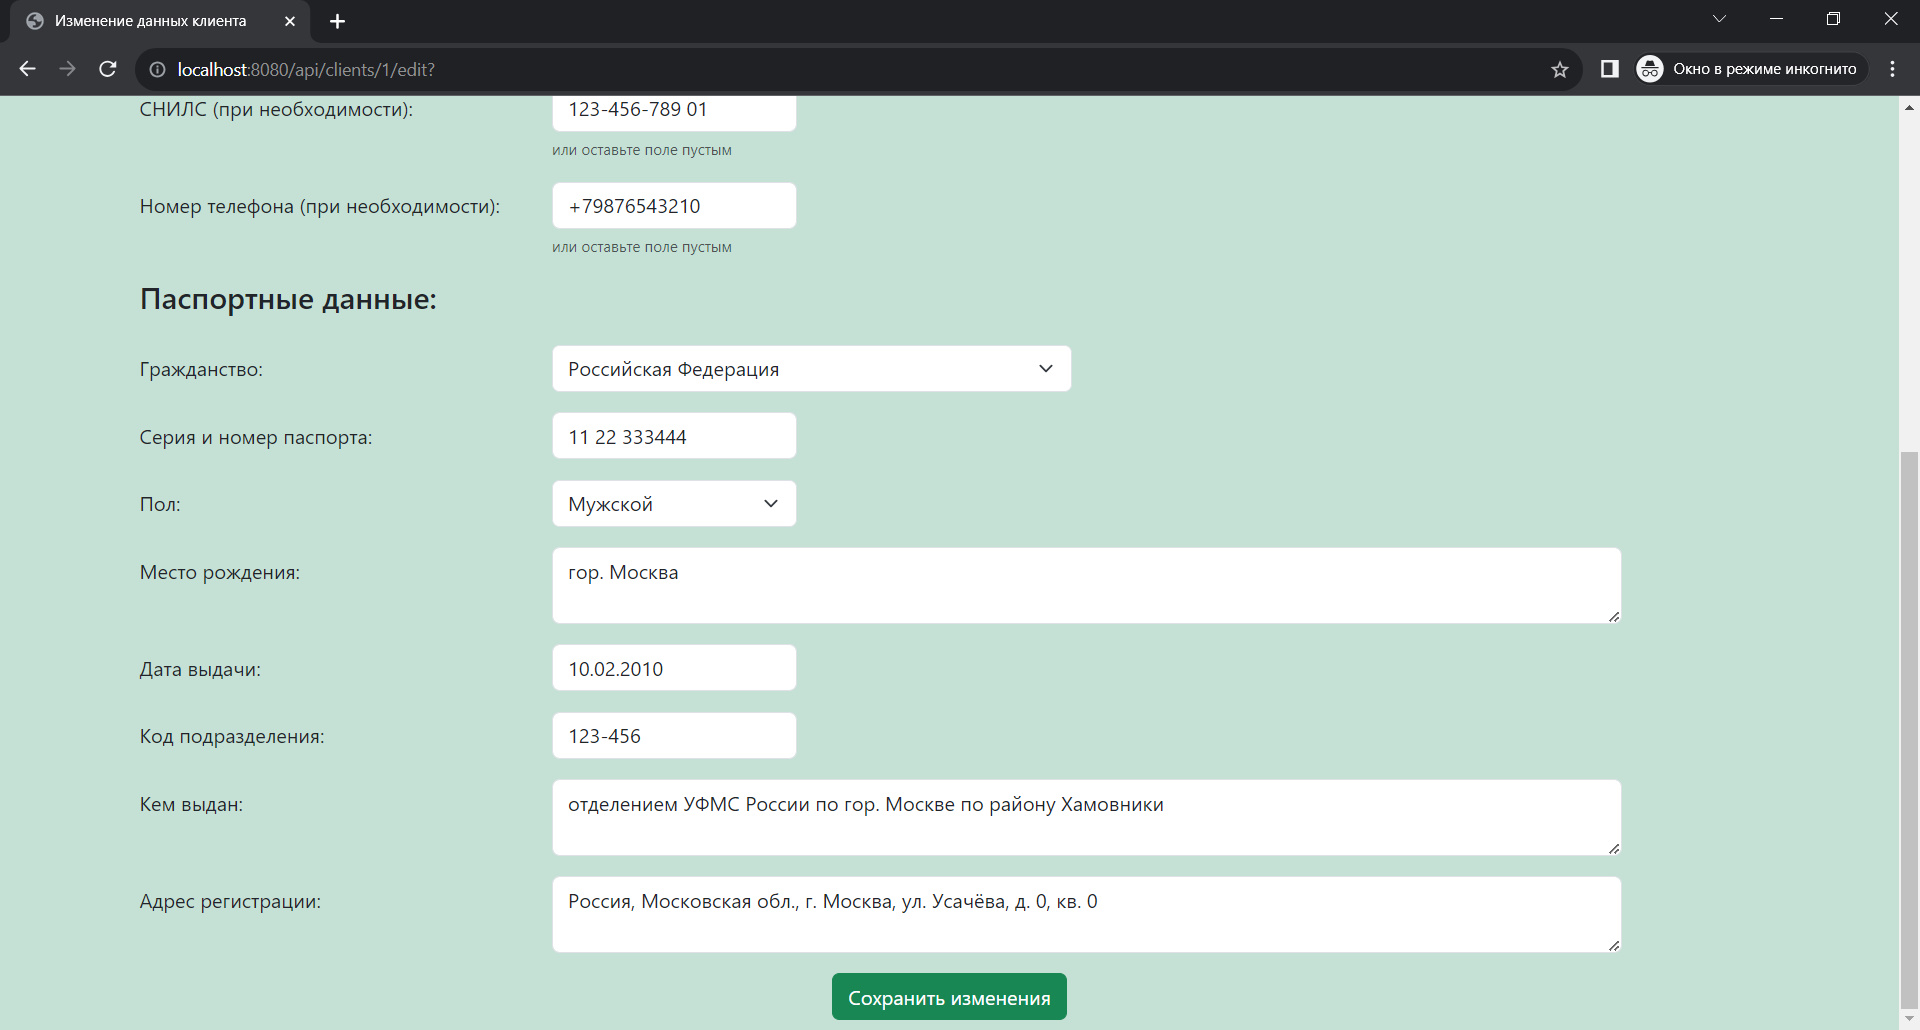 Изменение данных клиента
localhost:8080/api/clients/1/edit?
Окно в режиме инкогнито
СНИЛС (при необходимости):
123-456-789 01
или оставьте поле пустым
Номер телефона (при необходимости):
+79876543210
или оставьте поле пустым
Паспортные данные:
Гражданство:
Российская Федерация
Серия и номер паспорта:
11 22 333444
Пол:
Мужской
Место рождения:
гор. Москва
Дата выдачи:
10.02.2010
Код подразделения:
123-456
Кем выдан:
отделением УФМС России по гор. Москве по району Хамовники
Адрес регистрации:
Россия, Московская обл., г. Москва, ул. Усачёва, д. 0, кв. 0
Сохранить изменения